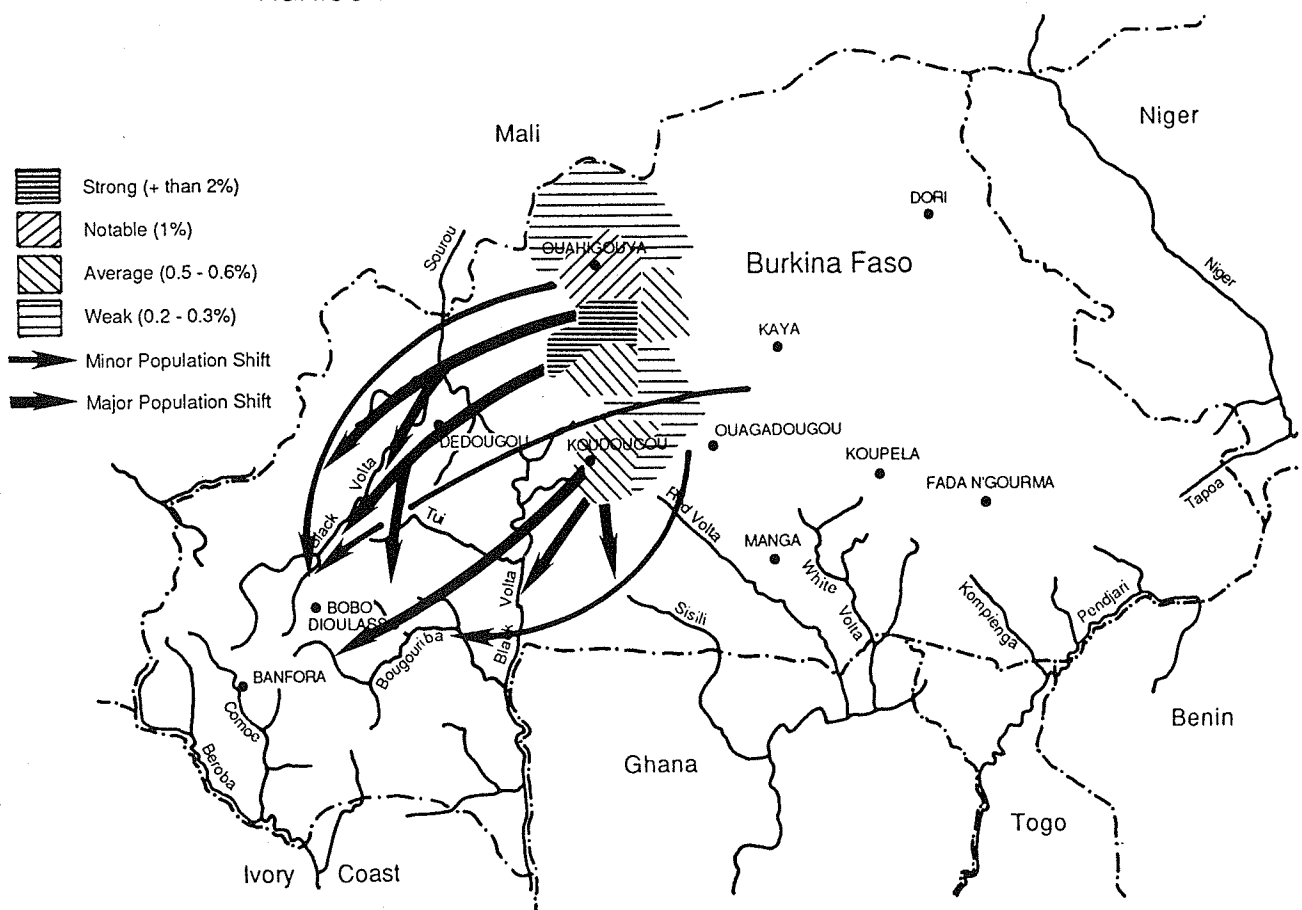 Mali
Niger
Strong (+ than 2%)
Notable (1%)
Average (0.5 - 0.6%)
Weak (0.2 - 0.3%)
Minor Population Shift
Major Population Shift
DORI
Sourou
OUAHIGOUYA
Burkina Faso
Niger
KAYA
DEDOUGOU
KOUDOUGOU
OUAGADOUGOU
KOUPELA
FADA N'GOURMA
Tapoa
Black Volta
Tui
Red Volta
MANGA
White Volta
Kompienga
Pendjari
BOBO
DIOULASSO
Black Volta
Sisili
Bougouriba
BANFORA
Comoe
Beroba
Benin
Ghana
Togo
Ivory Coast